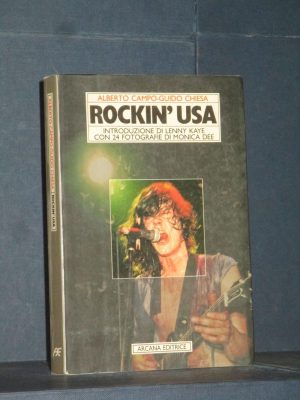 ALBERTO CAMPO-GUIDO CHIESA
ROCKIN' USA
INTRODUZIONE DI LENNY KAYE
CON 24 FOTOGRAFIE DI MONICA DEE
ARCANA EDITRICE